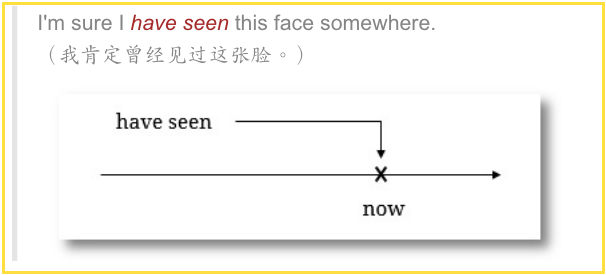 I'm sure I have seen this face somewhere.
（我肯定曾经见过这张脸。）
have seen
now